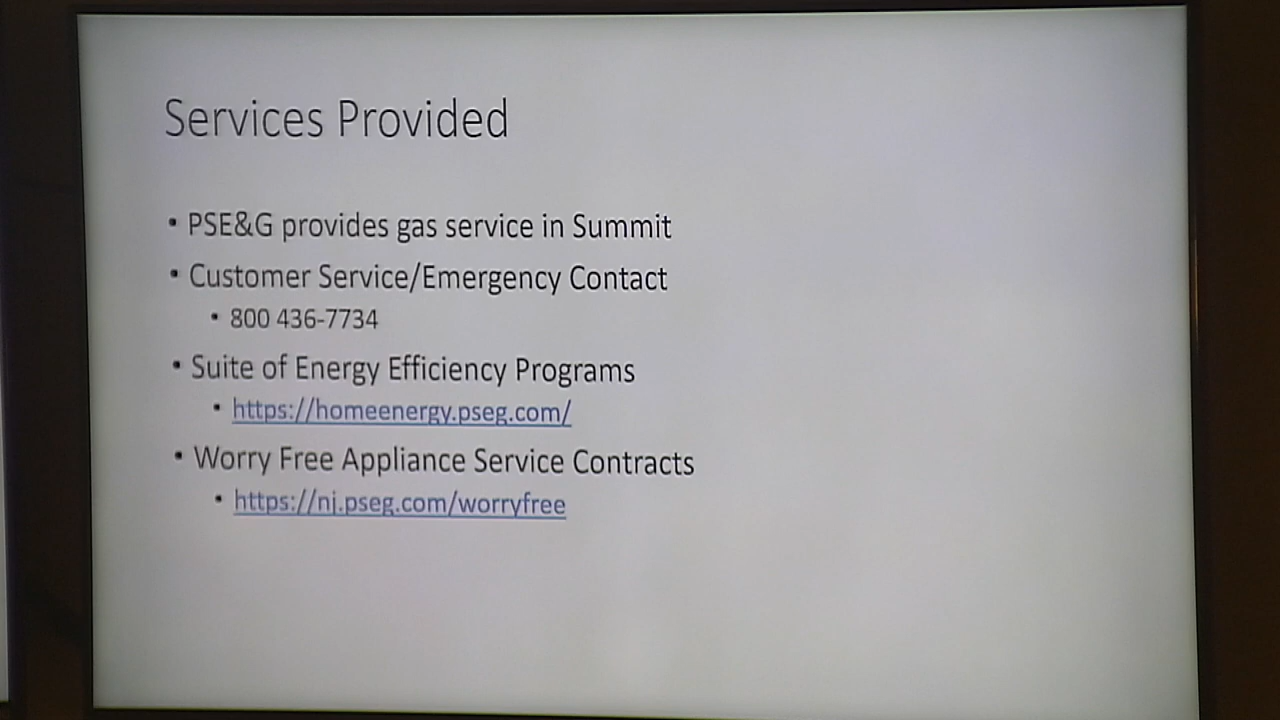 Services Provided
• PSE&G provides gas service in Summit
• Customer Service/Emergency Contact
• 800 436-7734
• Suite of Energy Efficiency Programs
• https://homeenergy.pseg.com/
• Worry Free Appliance Service Contracts
• https://nj.pseg.com/worryfree